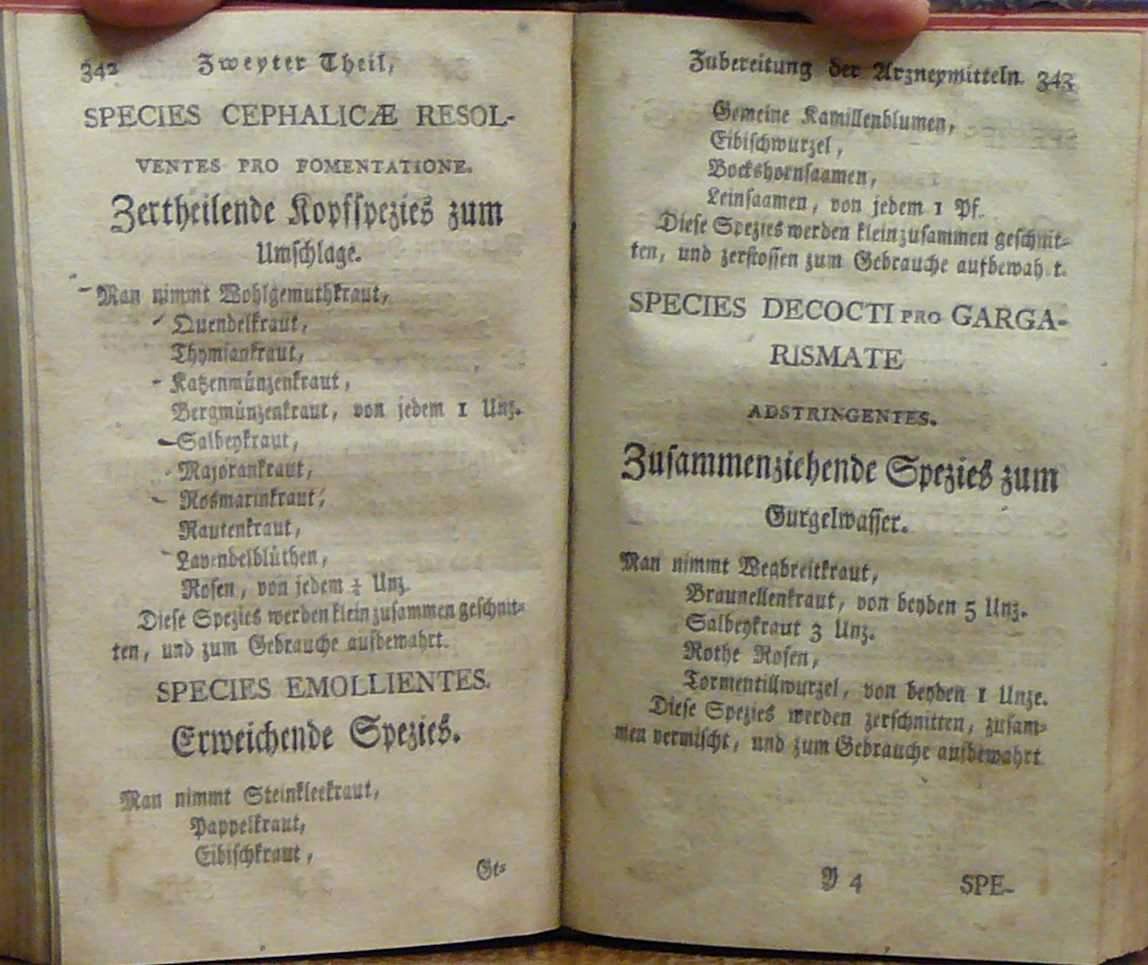 342 Zweyter Theil,
SPECIES CEPHALICÆ RESOL-
VENTES PRO FOMENTATIONE.
Zertheilende Kopfspezies zum
Umschlage.
Man nimmt Wohlgemuthkraut,
Quendelkraut,
Thymiankraut,
Katzenmünzenkraut,
Bergmünzenkraut, von jedem 1 Unz.
Salbeykraut,
Majorankraut,
Rosmarinkraut,
Rautenkraut,
Lavendelblüthen,
Rosen, von jedem ½ Unz.
Diese Spezies werden klein zusammen geschnit-
ten, und zum Gebrauche aufbewahrt.
SPECIES EMOLLIENTES.
Erweichende Spezies.
Man nimmt Steinkleekraut,
Pappelkraut,
Eibischkraut,
Ge-
Zubereitung der Arzneymitteln. 343
Gemeine Kamillenblumen,
Eibischwurzel,
Bockshornsaamen,
Leinsaamen, von jedem 1 Pf.
Diese Spezies werden klein zusammen geschnit-
ten, und zerstossen zum Gebrauche aufbewahrt.
SPECIES DECOCTI PRO GARGA-
RISMATE
ADSTRINGENTES.
Zusammenziehende Spezies zum
Gurgelwasser.
Man nimmt Wegbreitkraut,
Braunellenkraut, von beyden 5 Unz.
Salbeykraut 3 Unz.
Rothe Rosen,
Tormentillwurzel, von beyden 1 Unze.
Diese Spezies werden zerschnitten, zusam-
men vermischt, und zum Gebrauche aufbewahrt
Y 4 SPE-